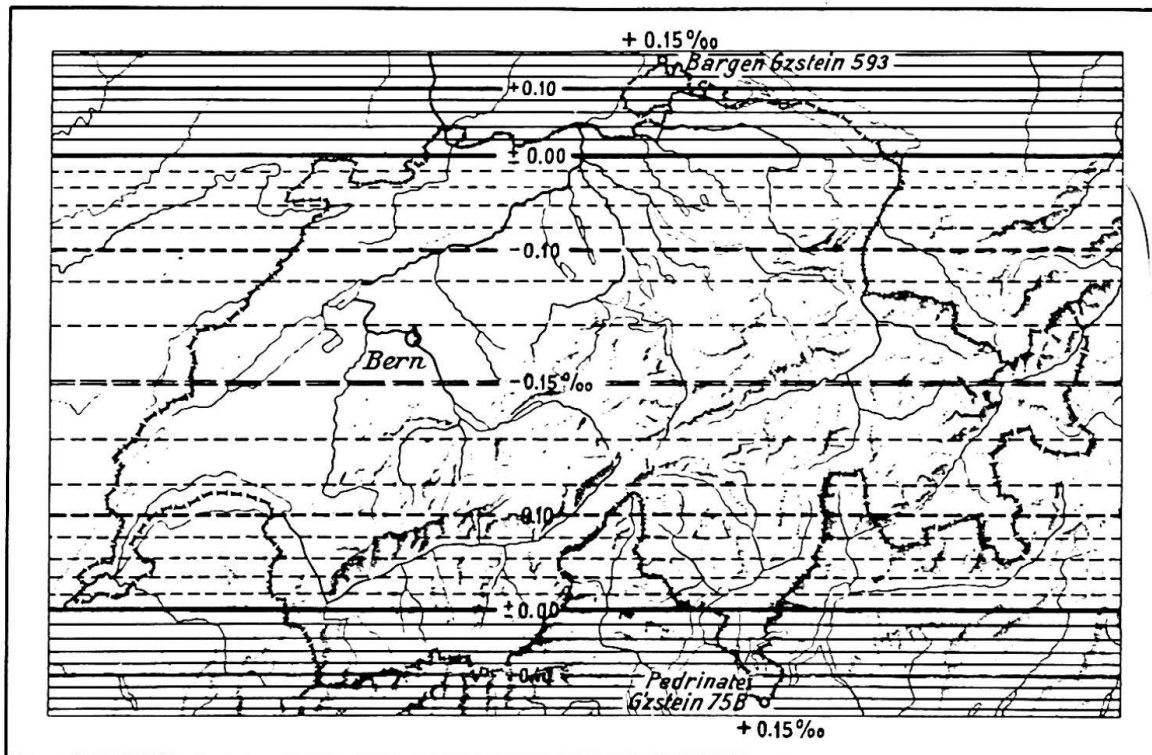 + 0.15‰
Bargen Gzstein 593
+0.10
± 0.00
-0.10
Bern
-0.15‰
-0.10
± 0.00
Pedrinate
Gzstein 75B
+ 0.15‰